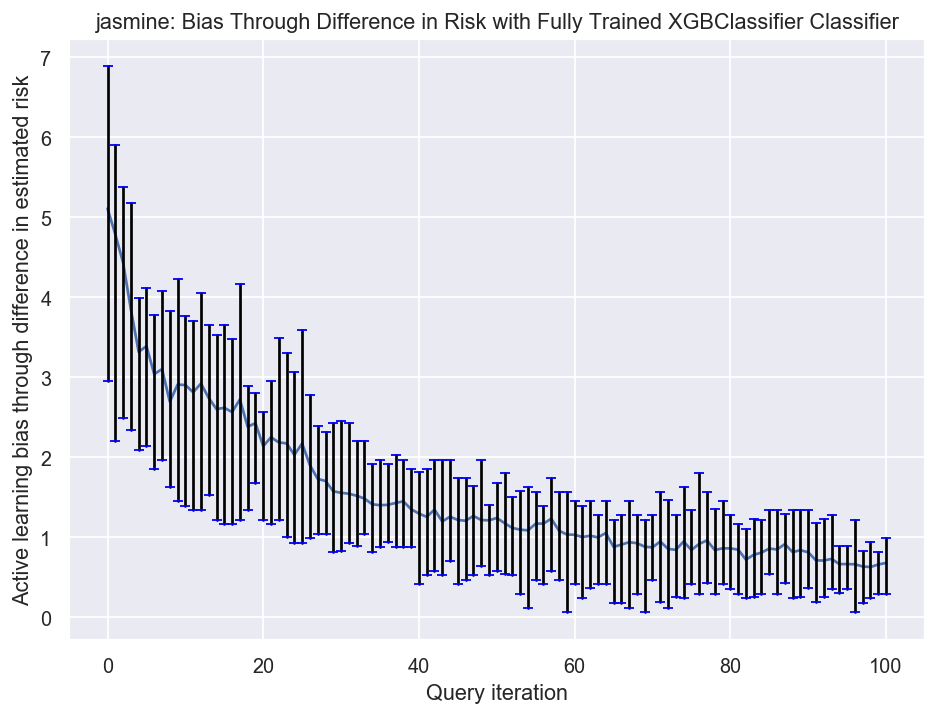 jasmine: Bias Through Difference in Risk with Fully Trained XGBClassifier Classifier
Active learning bias through difference in estimated risk
7
6
5
4
3
2
1
0
0 20 40 60 80 100
Query iteration